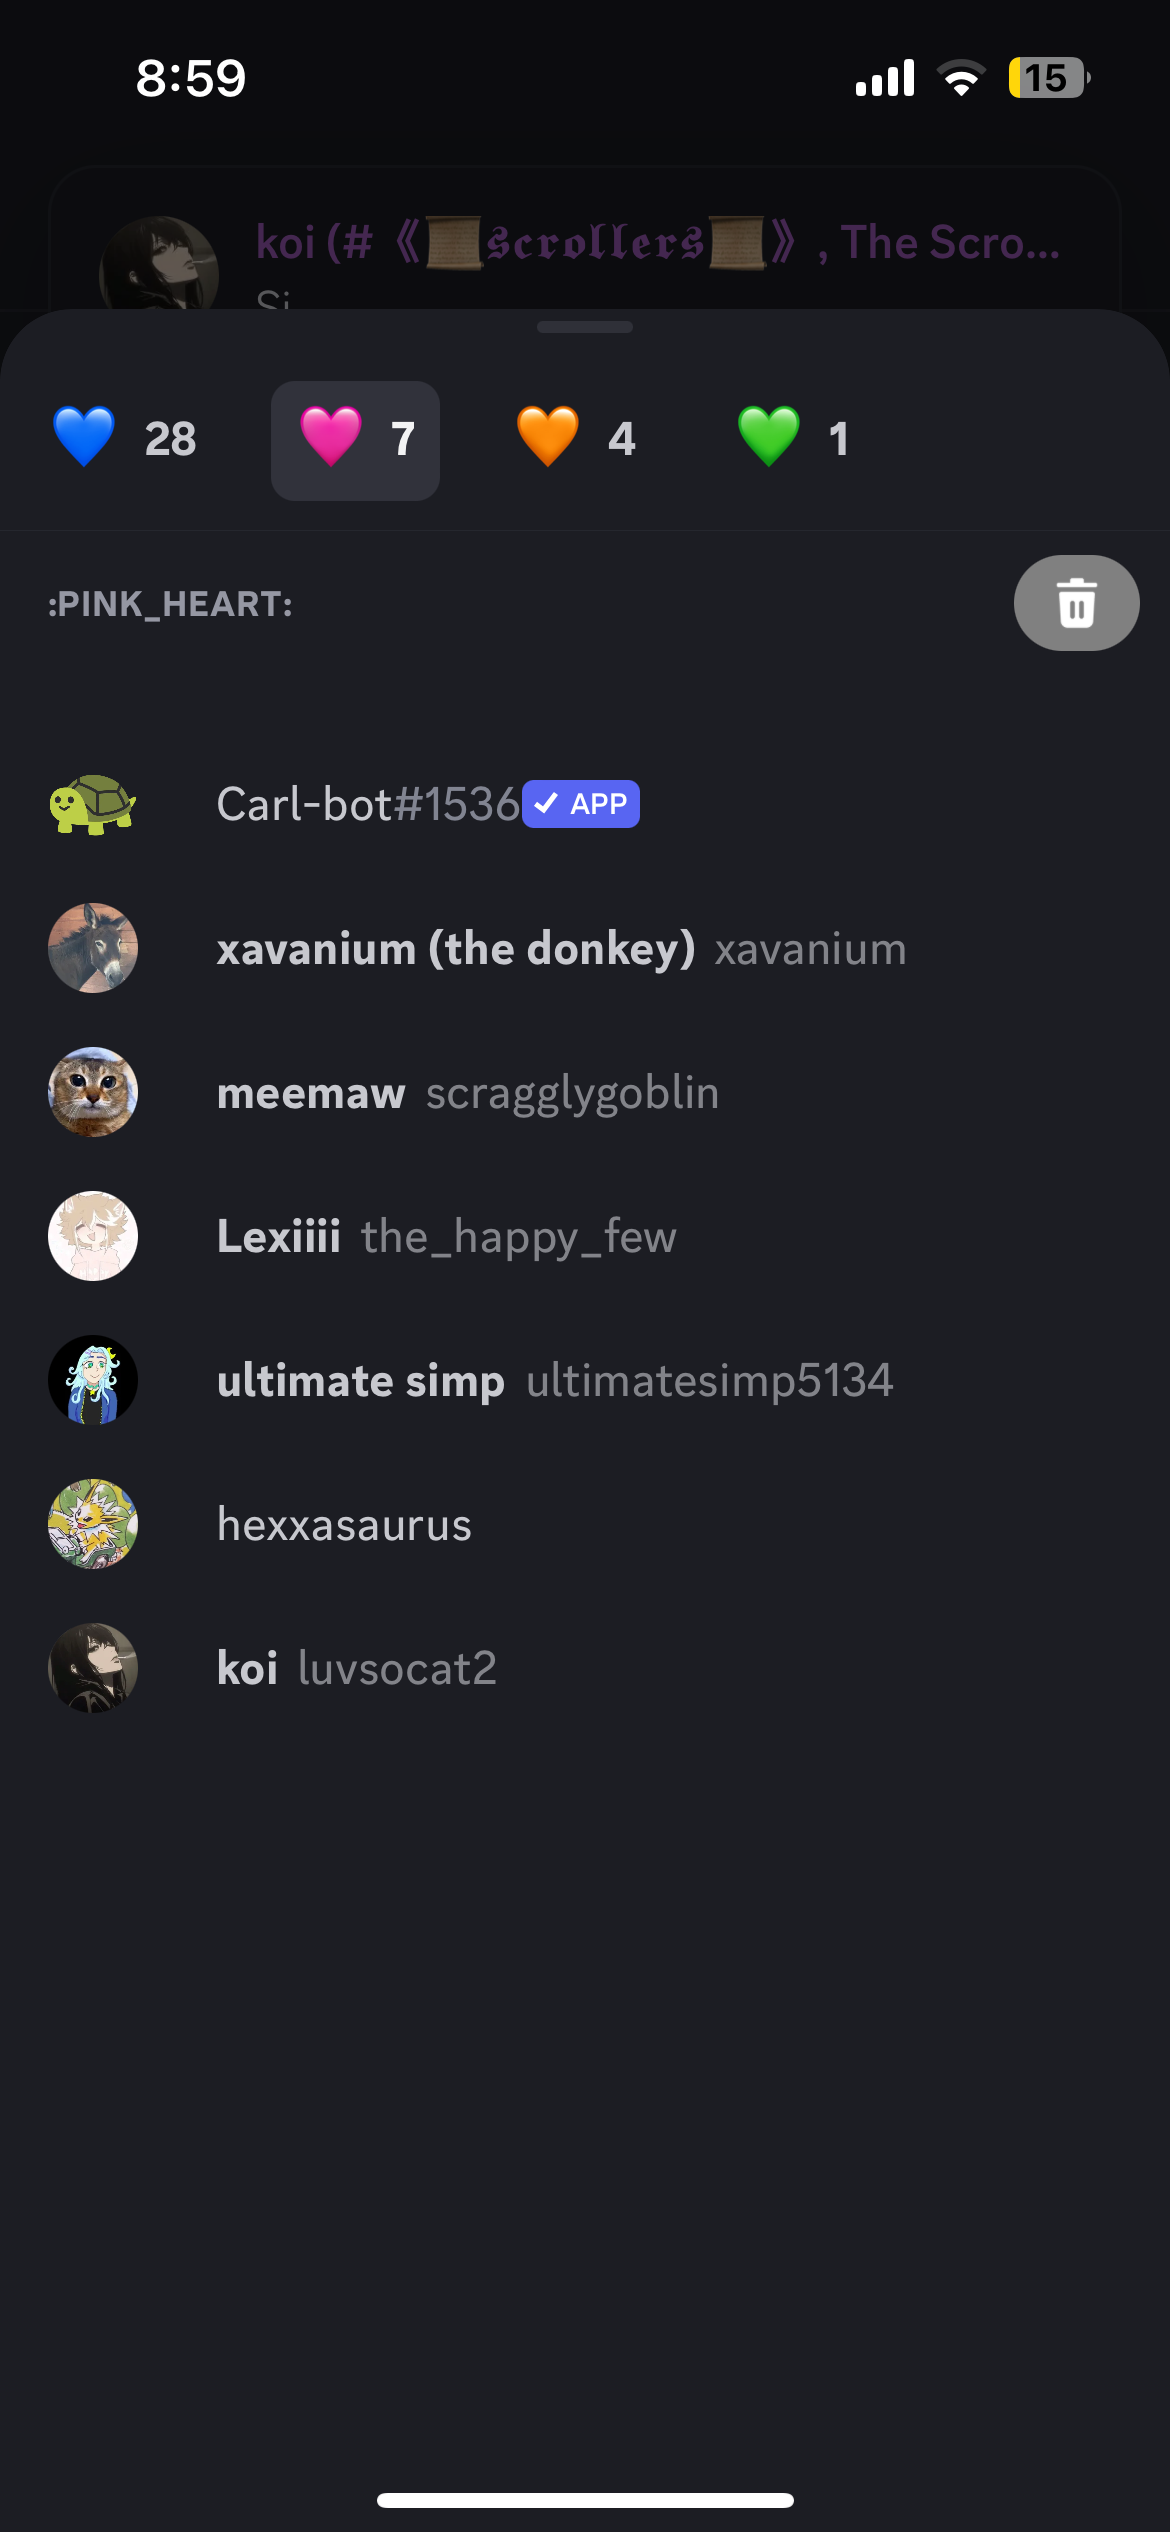 8:59
15
koi (# 《📜𝖘𝖈𝖗𝖔𝖑𝖑𝖊𝖗𝖘📜》, The Scro...
Si
💙 28 🩷 7 🧡 4 💚 1
:PINK_HEART:
Carl-bot#1536 ✓ APP
xavanium (the donkey) xavanium
meemaw scragglygoblin
Lexiiii the_happy_few
ultimate simp ultimatesimp5134
hexxasaurus
koi luvsocat2